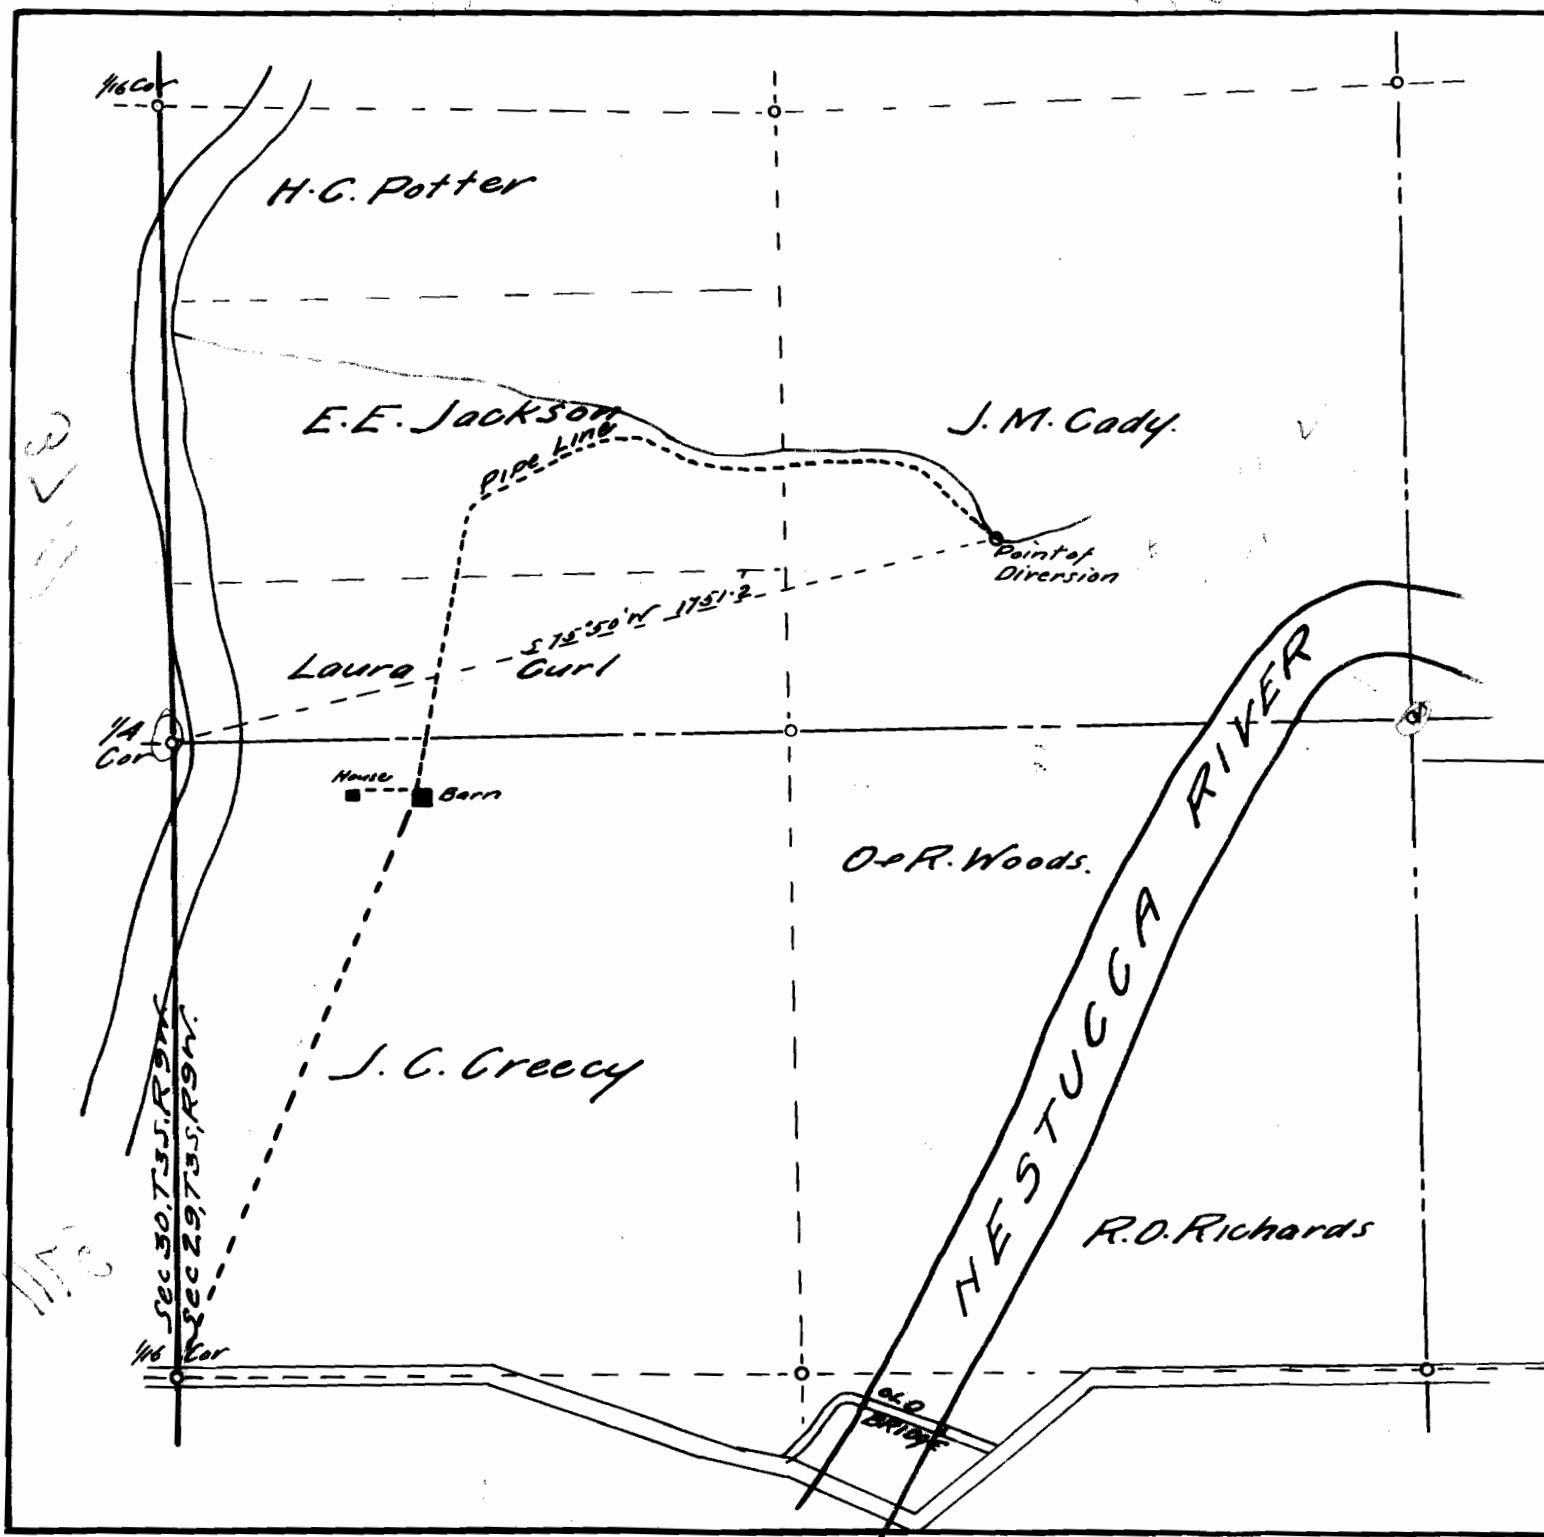 1/16 Cor
H.C. Potter
E.E. Jackson
J.M. Cady.
Pipe Line
Point of
Diversion
S 75°50'W 1751.2
Laura Curl
1/4
Cor
House
Barn
O & R. Woods.
NESTUCCA RIVER
J.C. Creecy
Sec 30, T3S, R9W.
Sec 29, T3S, R9W.
R.D. Richards
1/16 Cor
OLD
BRIDGE